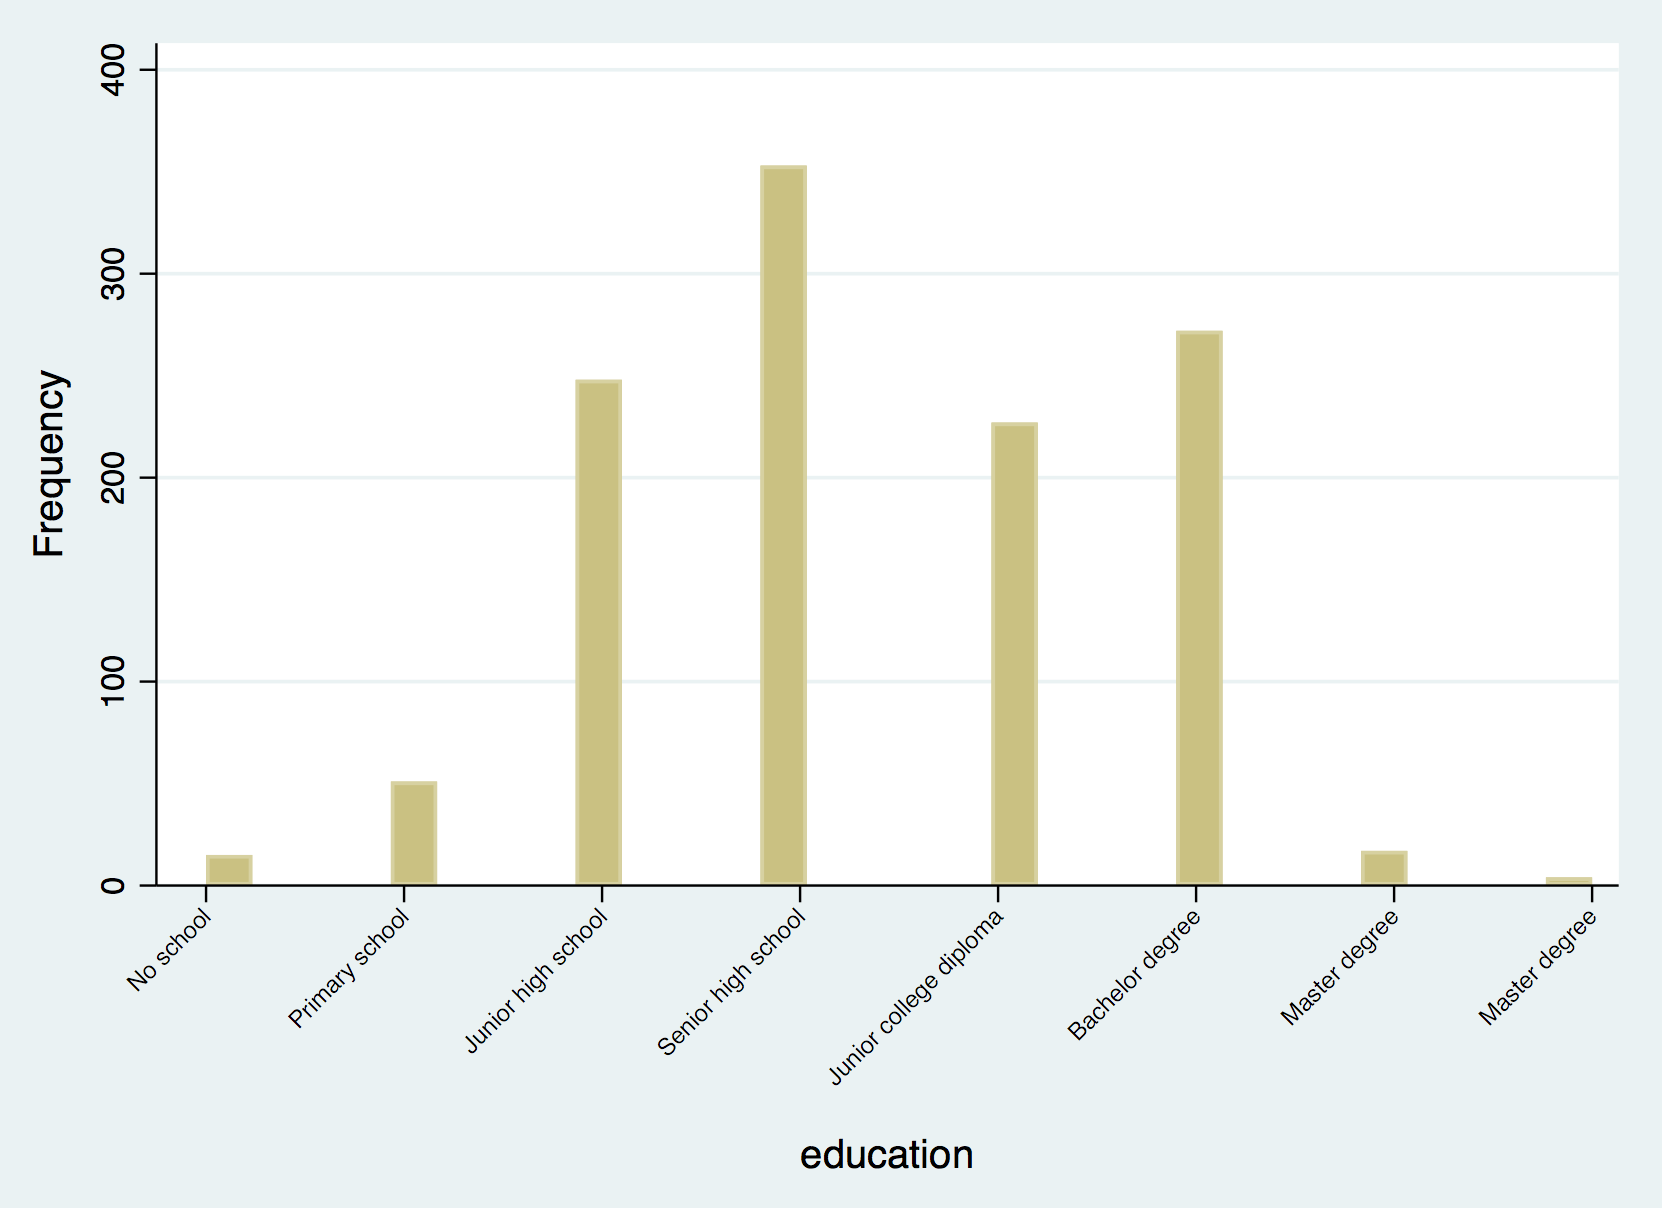 Frequency
400
300
200
100
0
No school
Primary school
Junior high school
Senior high school
Junior college diploma
Bachelor degree
Master degree
Master degree
education